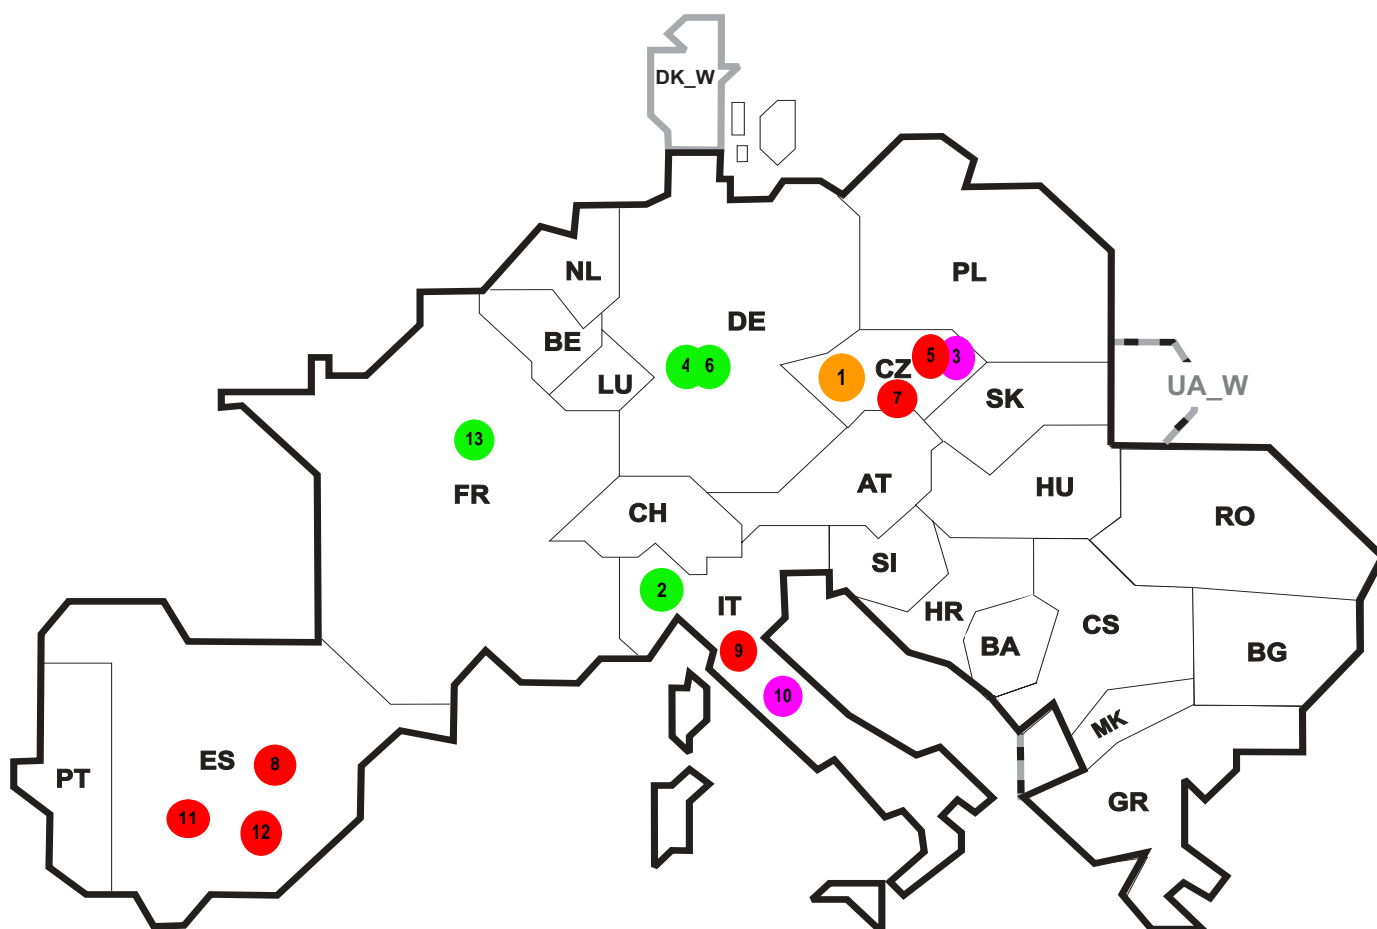 DK_W
NL
PL
DE
BE
5
3
4
6
CZ
LU
1
UA_W
7
SK
13
FR
AT
HU
CH
RO
SI
2
IT
HR
CS
9
BA
BG
10
MK
ES
8
PT
GR
11
12